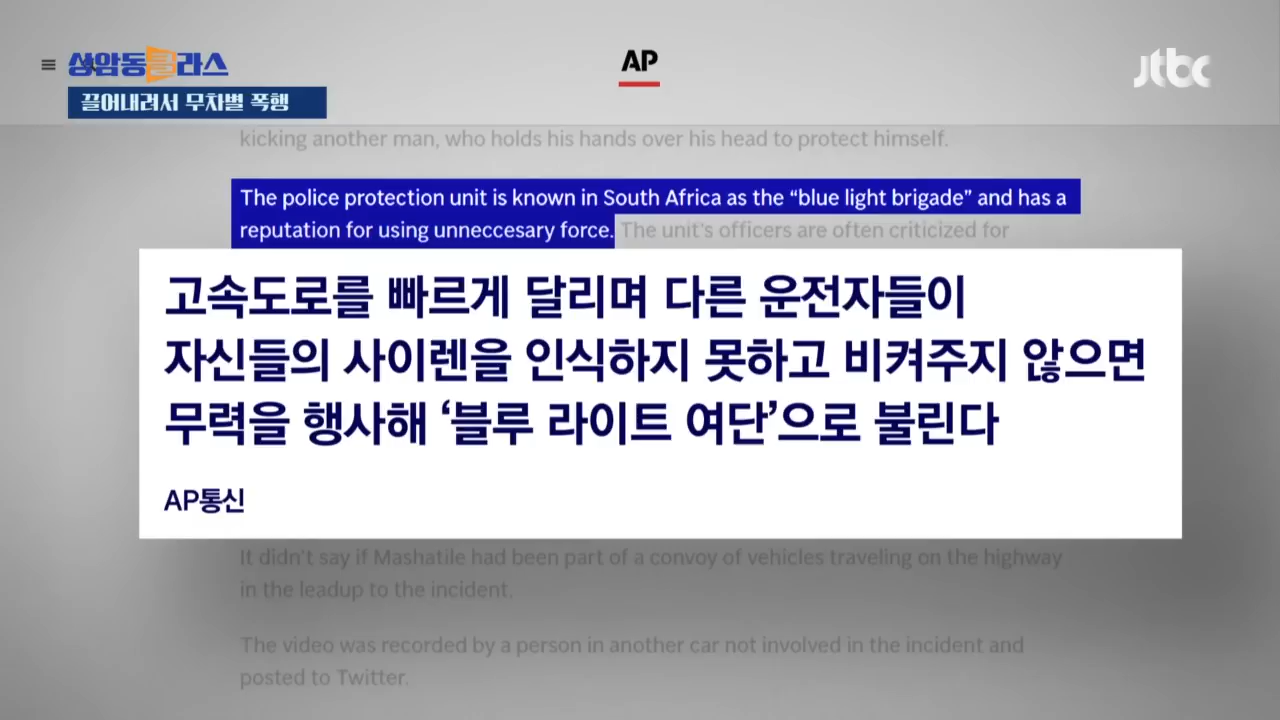 상암동클라스
AP
jtbc
끌어내려서 무차별 폭행
kicking another man, who holds his hands over his head to protect himself.
The police protection unit is known in South Africa as the “blue light brigade” and has a
reputation for using unneccesary force. The unit's officers are often criticized for
고속도로를 빠르게 달리며 다른 운전자들이
자신들의 사이렌을 인식하지 못하고 비켜주지 않으면
무력을 행사해 ‘블루 라이트 여단’으로 불린다
AP통신
It didn't say if Mashatile had been part of a convoy of vehicles traveling on the highway
in the leadup to the incident.
The video was recorded by a person in another car not involved in the incident and
posted to Twitter.